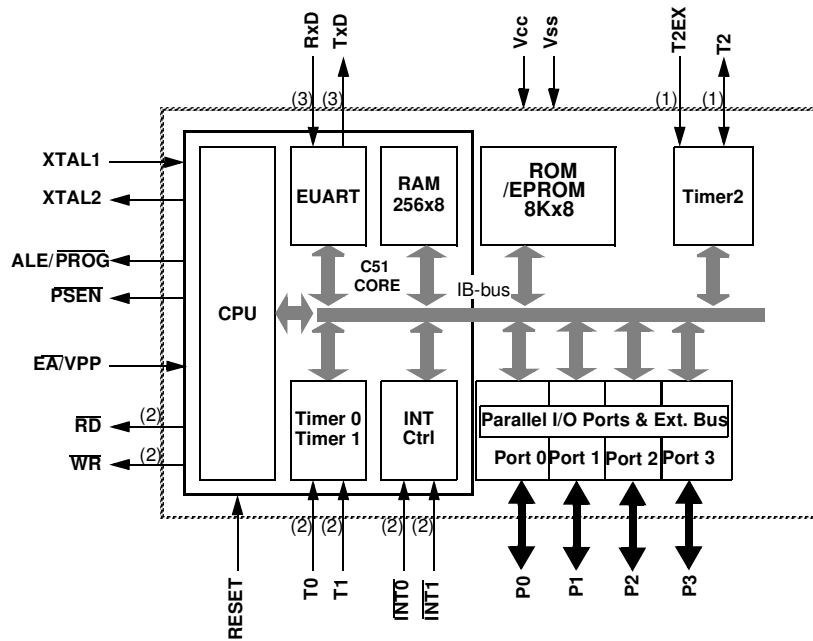 RxD
TxD
Vcc
Vss
T2EX
T2
(3)
(3)
(1)
(1)
XTAL1
XTAL2
ALE/PROG
PSEN
EA/VPP
RD
(2)
WR
(2)
CPU
EUART
RAM
256x8
ROM
/EPROM
8Kx8
Timer2
C51
CORE
IB-bus
Timer 0
Timer 1
INT
Ctrl
Parallel I/O Ports & Ext. Bus
Port 0
Port 1
Port 2
Port 3
(2)
(2)
(2)
(2)
RESET
T0
T1
INT0
INT1
P0
P1
P2
P3